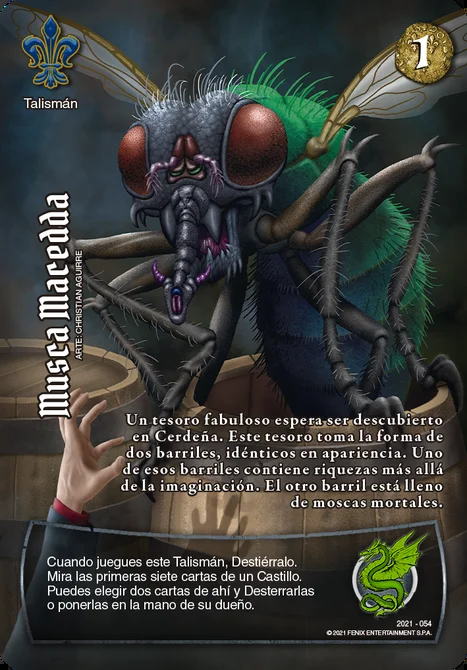 1
Talismán
Musca Macedda
ARTE: CHRISTIAN AGUIRRE
Un tesoro fabuloso espera ser descubierto
en Cerdeña. Este tesoro toma la forma de
dos barriles, idénticos en apariencia. Uno
de esos barriles contiene riquezas más allá
de la imaginación. El otro barril está lleno
de moscas mortales.
Cuando juegues este Talismán, Destiérralo.
Mira las primeras siete cartas de un Castillo.
Puedes elegir dos cartas de ahí y Desterrarlas
o ponerlas en la mano de su dueño.
2021 - 054
© 2021 FENIX ENTERTAINMENT S.P.A.